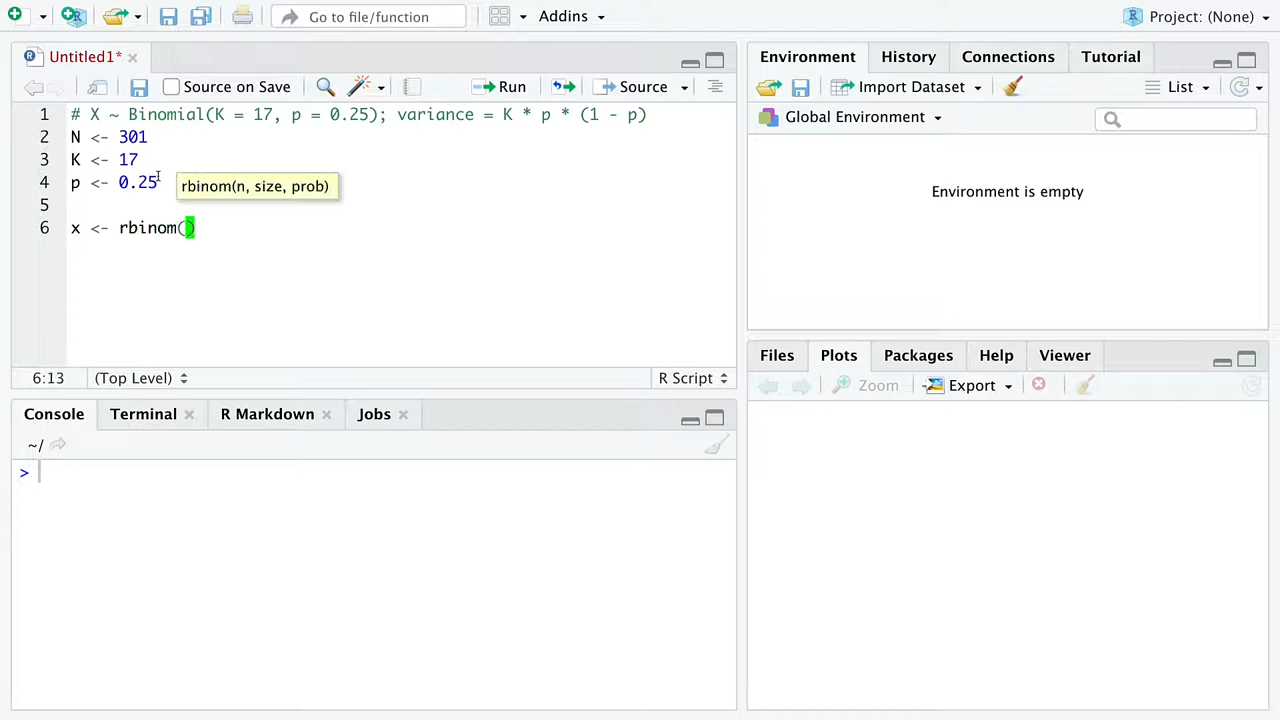 Go to file/function
Addins
Project: (None)
Untitled1*
Source on Save
Run
Source
1 # X ~ Binomial(K = 17, p = 0.25); variance = K * p * (1 - p)
2 N <- 301
3 K <- 17
4 p <- 0.25
rbinom(n, size, prob)
5
6 x <- rbinom()
6:13 (Top Level) R Script
Console Terminal R Markdown Jobs
~/
>
Environment History Connections Tutorial
Import Dataset List
Global Environment
Environment is empty
Files Plots Packages Help Viewer
Zoom Export